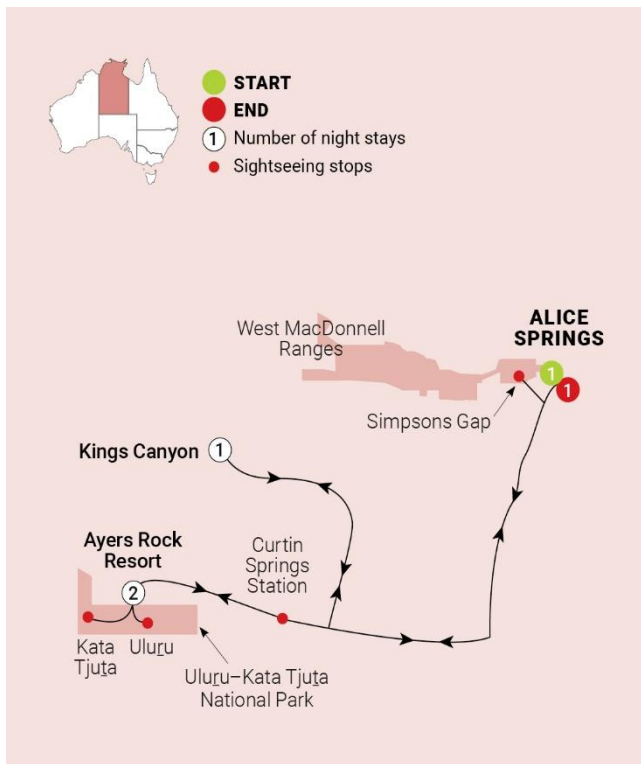 START
END
1 Number of night stays
Sightseeing stops
West MacDonnell
Ranges
ALICE
SPRINGS
1
1
Simpsons Gap
Kings Canyon 1
Ayers Rock
Resort
2
Curtin
Springs
Station
Kata
Tjuṯa
Uluṟu
Uluṟu–Kata Tjuṯa
National Park